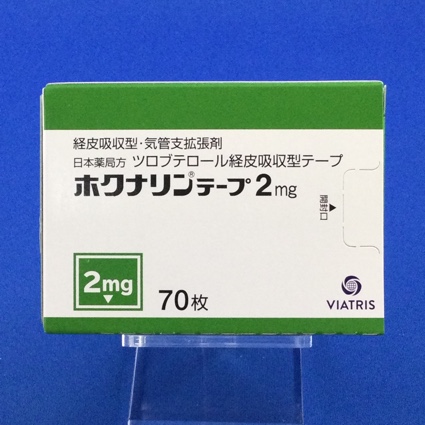 経皮吸収型・気管支拡張剤
日本薬局方 ツロブテロール経皮吸収型テープ
ホクナリン®テープ2mg
開封口
2mg
70枚
VIATRIS